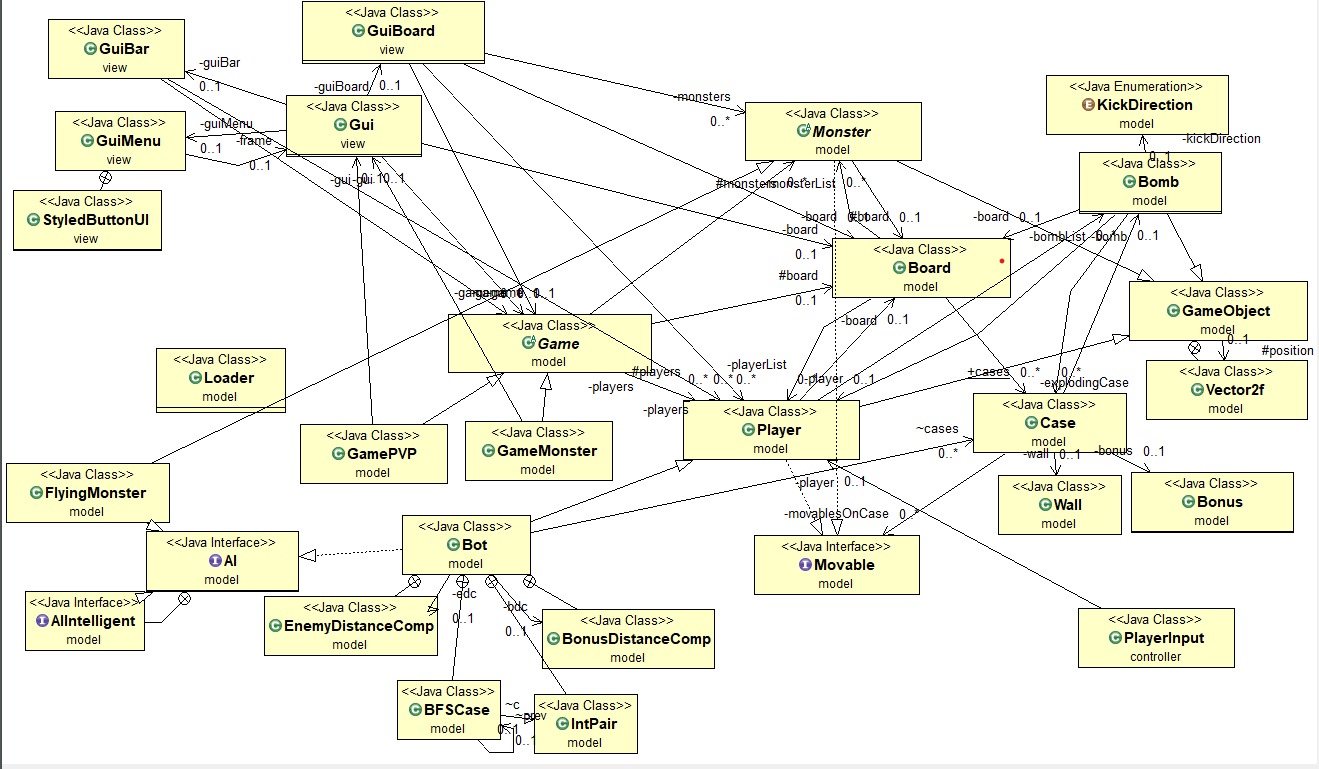 <<Java Class>>
GuiBar
view
<<Java Class>>
GuiBoard
view
-guiBar
0..1
-guiBoard
0..1
<<Java Class>>
Gui
view
<<Java Class>>
GuiMenu
view
-guiMenu
0..1
-frame
0..1
<<Java Class>>
StyledButtonUI
view
-monsters
0..*
<<Java Class>>
Monster
model
<<Java Enumeration>>
KickDirection
model
-kickDirection
0..1
<<Java Class>>
Bomb
model
-gui
-gui
0..1
0..1
#monsters
-monsterList
0..*
0..*
-board
#board
0..1
-board
0..1
-board
0..1
-bombList
-bomb
0..*
0..1
<<Java Class>>
Board
model
#board
0..1
<<Java Class>>
GameObject
model
0..1
#position
<<Java Class>>
Vector2f
model
-game
-game
0..1
<<Java Class>>
Game
model
-board
0..1
<<Java Class>>
Loader
model
-playerList
#players
0..*
0..*
0..*
-players
-players
-player
0..1
+cases
0..*
0..*
-explodingCase
<<Java Class>>
Player
model
<<Java Class>>
Case
model
~cases
0..*
-wall
0..1
-bonus
0..1
<<Java Class>>
GamePVP
model
<<Java Class>>
GameMonster
model
<<Java Class>>
FlyingMonster
model
<<Java Class>>
Wall
model
<<Java Class>>
Bonus
model
-player
0..1
-movablesOnCase
0..*
<<Java Class>>
Bot
model
<<Java Interface>>
AI
model
<<Java Interface>>
Movable
model
<<Java Interface>>
AIIntelligent
model
<<Java Class>>
EnemyDistanceComp
model
-edc
0..1
-bdc
0..1
<<Java Class>>
BonusDistanceComp
model
<<Java Class>>
PlayerInput
controller
<<Java Class>>
BFSCase
model
~c
~prev
0..1
0..1
<<Java Class>>
IntPair
model